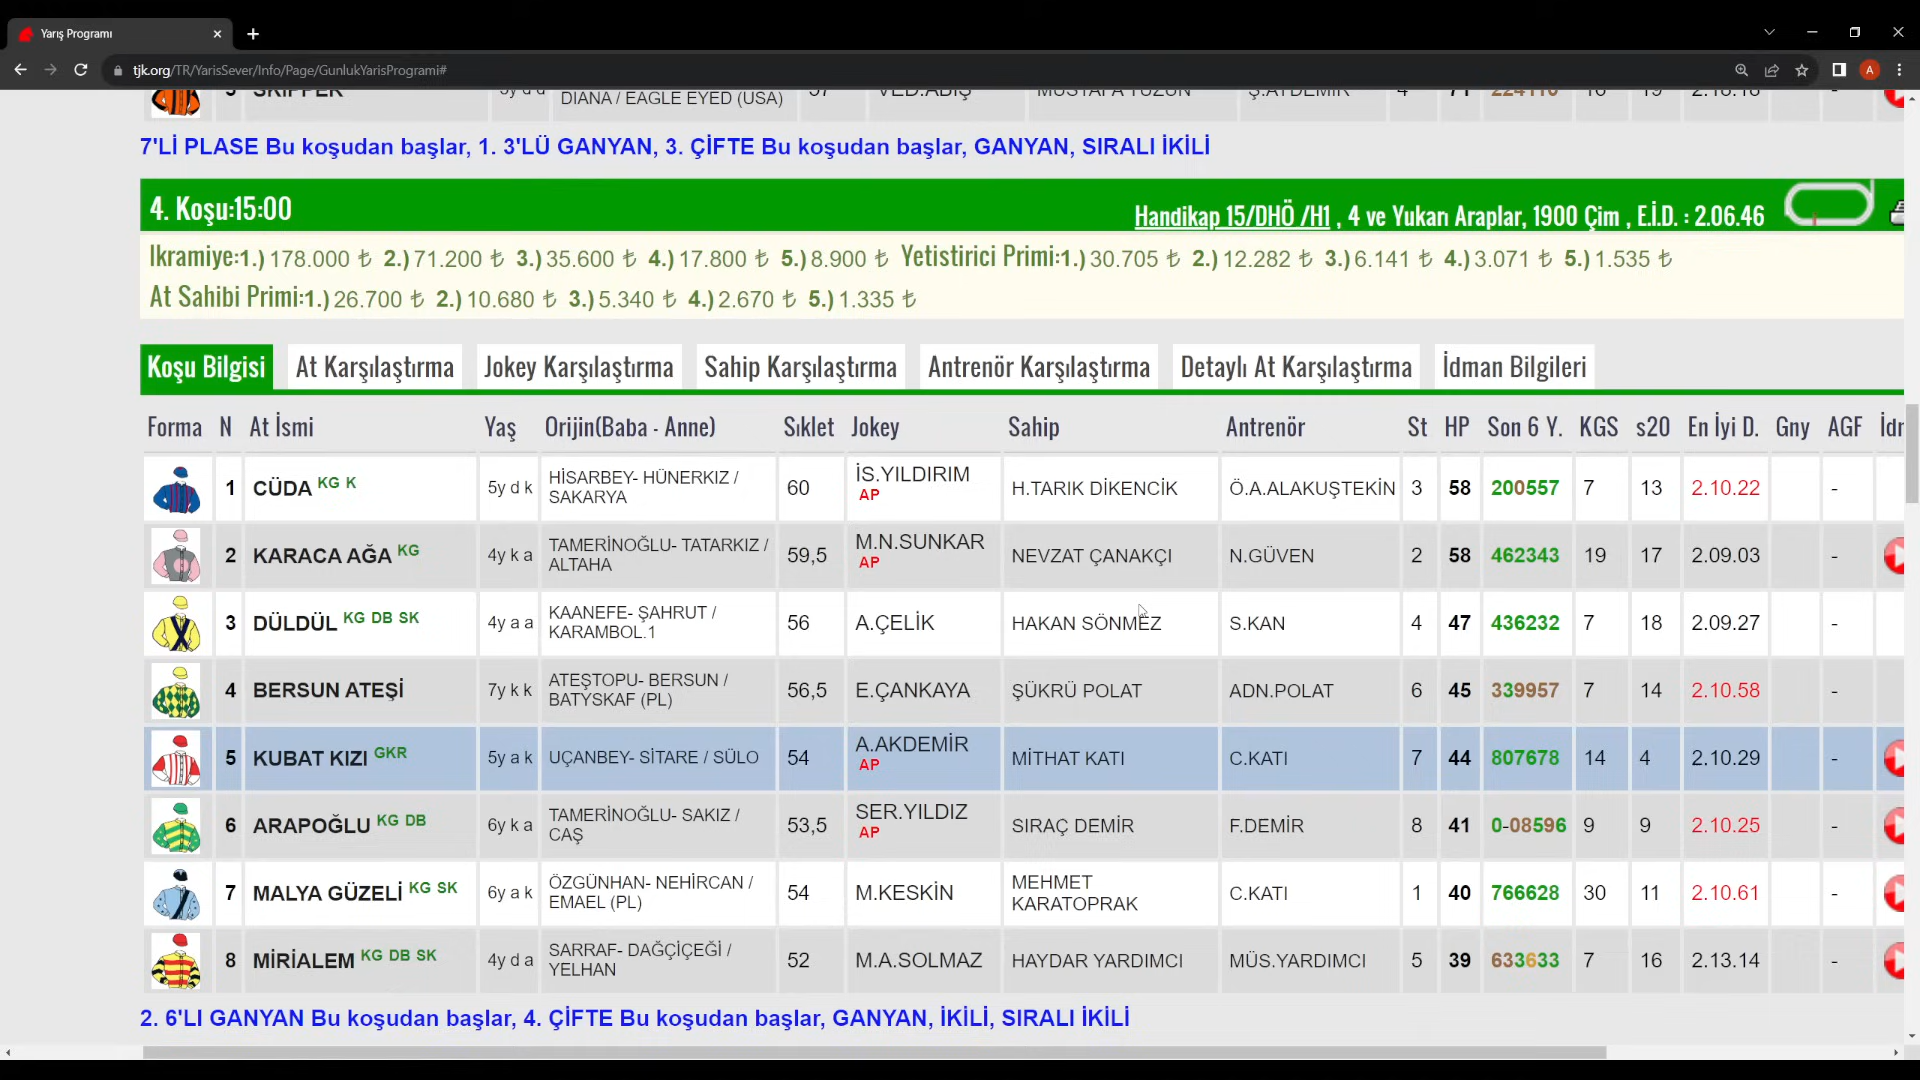 Yarış Programı
tjk.org/TR/YarisSever/Info/Page/GunlukYarisProgrami#
A
DIANA / EAGLE EYED (USA)
7'Lİ PLASE Bu koşudan başlar, 1. 3'LÜ GANYAN, 3. ÇİFTE Bu koşudan başlar, GANYAN, SIRALI İKİLİ
4. Koşu:15:00
Handikap 15/DHÖ /H1 , 4 ve Yukarı Araplar, 1900 Çim , E.İ.D. : 2.06.46
Ikramiye:1.) 178.000 ₺ 2.) 71.200 ₺ 3.) 35.600 ₺ 4.) 17.800 ₺ 5.) 8.900 ₺ Yetistirici Primi:1.) 30.705 ₺ 2.) 12.282 ₺ 3.) 6.141 ₺ 4.) 3.071 ₺ 5.) 1.535 ₺
At Sahibi Primi:1.) 26.700 ₺ 2.) 10.680 ₺ 3.) 5.340 ₺ 4.) 2.670 ₺ 5.) 1.335 ₺
Koşu Bilgisi At Karşılaştırma Jokey Karşılaştırma Sahip Karşılaştırma Antrenör Karşılaştırma Detaylı At Karşılaştırma İdman Bilgileri
Forma N At İsmi Yaş Orijin(Baba - Anne) Sıklet Jokey Sahip Antrenör St HP Son 6 Y. KGS s20 En İyi D. Gny AGF
1 CÜDA KG K 5y d k HİSARBEY- HÜNERKIZ / SAKARYA 60 İS.YILDIRIM AP H.TARIK DİKENCİK Ö.A.ALAKUŞTEKİN 3 58 200557 7 13 2.10.22 -
2 KARACA AĞA KG 4y k a TAMERİNOĞLU- TATARKIZ / ALTAHA 59,5 M.N.SUNKAR AP NEVZAT ÇANAKÇI N.GÜVEN 2 58 462343 19 17 2.09.03 -
3 DÜLDÜL KG DB SK 4y a a KAANEFE- ŞAHRUT / KARAMBOL.1 56 A.ÇELİK HAKAN SÖNMEZ S.KAN 4 47 436232 7 18 2.09.27 -
4 BERSUN ATEŞİ 7y k k ATEŞTOPU- BERSUN / BATYSKAF (PL) 56,5 E.ÇANKAYA ŞÜKRÜ POLAT ADN.POLAT 6 45 339957 7 14 2.10.58 -
5 KUBAT KIZI GKR 5y a k UÇANBEY- SİTARE / SÜLO 54 A.AKDEMİR AP MİTHAT KATI C.KATI 7 44 807678 14 4 2.10.29 -
6 ARAPOĞLU KG DB 6y k a TAMERİNOĞLU- SAKIZ / CAŞ 53,5 SER.YILDIZ AP SIRAÇ DEMİR F.DEMİR 8 41 0-08596 9 9 2.10.25 -
7 MALYA GÜZELİ KG SK 6y a k ÖZGÜNHAN- NEHİRCAN / EMAEL (PL) 54 M.KESKİN MEHMET KARATOPRAK C.KATI 1 40 766628 30 11 2.10.61 -
8 MİRİALEM KG DB SK 4y d a SARRAF- DAĞÇİÇEĞİ / YELHAN 52 M.A.SOLMAZ HAYDAR YARDIMCI MÜS.YARDIMCI 5 39 633633 7 16 2.13.14 -
2. 6'LI GANYAN Bu koşudan başlar, 4. ÇİFTE Bu koşudan başlar, GANYAN, İKİLİ, SIRALI İKİLİ